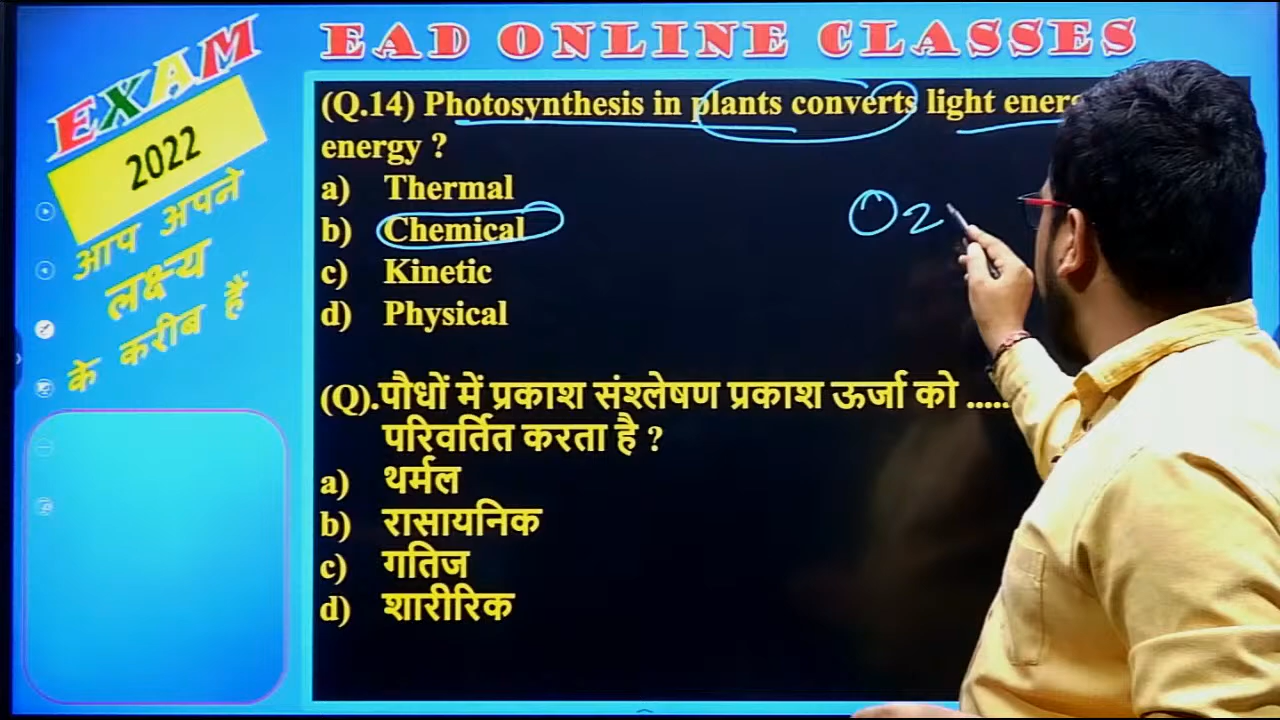 EAD ONLINE CLASSES
EXAM
2022
आप अपने
लक्ष्य
के करीब हैं
(Q.14) Photosynthesis in plants converts light
energy ?
a) Thermal
b) Chemical
c) Kinetic
d) Physical
O2
(Q).पौधों में प्रकाश संश्लेषण प्रकाश ऊर्जा को .....
परिवर्तित करता है ?
a) थर्मल
b) रासायनिक
c) गतिज
d) शारीरिक